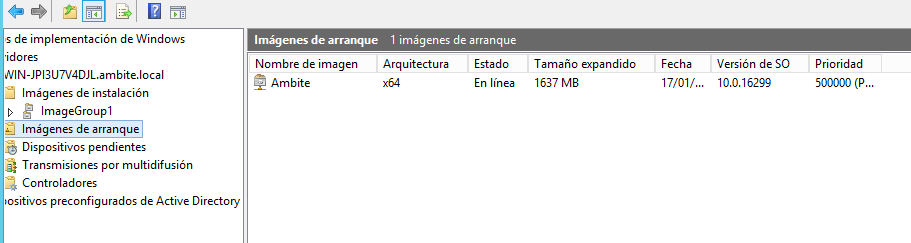 es de implementación de Windows
vidores
WIN-JPI3U7V4DJL.ambite.local
Imágenes de instalación
ImageGroup1
Imágenes de arranque
Dispositivos pendientes
Transmisiones por multidifusión
Controladores
ositivos preconfigurados de Active Directory
Imágenes de arranque 1 imágenes de arranque
Nombre de imagen Arquitectura Estado Tamaño expandido Fecha Versión de SO Prioridad
Ambite x64 En línea 1637 MB 17/01/... 10.0.16299 500000 (P...